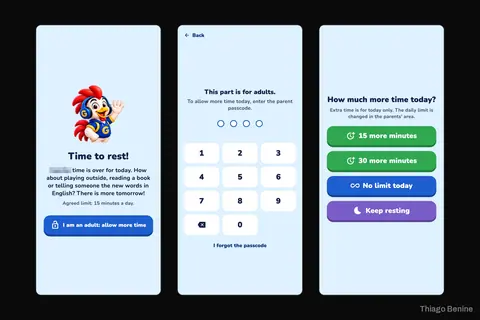 Time to rest!
time is over for today. How
about playing outside, reading a book
or telling someone the new words in
English? There is more tomorrow!
Agreed limit: 15 minutes a day.
I am an adult: allow more time
Back
This part is for adults.
To allow more time today, enter the parent
passcode.
1 2 3
4 5 6
7 8 9
0
I forgot the passcode
How much more time today?
Extra time is for today only. The daily limit is
changed in the parents' area.
15 more minutes
30 more minutes
No limit today
Keep resting
Thiago Benine